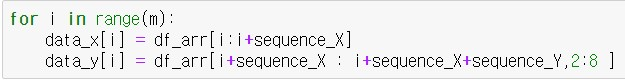 for i in range(m):
    data_x[i] = df_arr[i:i+sequence_X]
    data_y[i] = df_arr[i+sequence_X : i+sequence_X+sequence_Y,2:8 ]